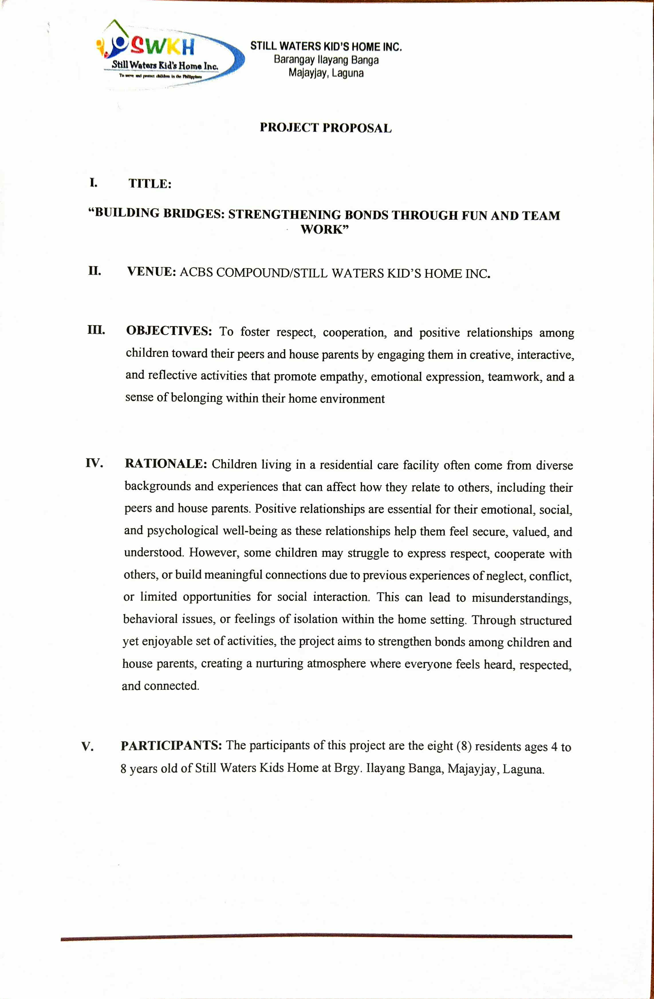 SWKH
Still Waters Kid's Home Inc.
To serve and protect children in the Philippines
STILL WATERS KID'S HOME INC.
Barangay Ilayang Banga
Majayjay, Laguna
PROJECT PROPOSAL
I. TITLE:
“BUILDING BRIDGES: STRENGTHENING BONDS THROUGH FUN AND TEAM
WORK”
II. VENUE: ACBS COMPOUND/STILL WATERS KID’S HOME INC.
III. OBJECTIVES: To foster respect, cooperation, and positive relationships among
children toward their peers and house parents by engaging them in creative, interactive,
and reflective activities that promote empathy, emotional expression, teamwork, and a
sense of belonging within their home environment
IV. RATIONALE: Children living in a residential care facility often come from diverse
backgrounds and experiences that can affect how they relate to others, including their
peers and house parents. Positive relationships are essential for their emotional, social,
and psychological well-being as these relationships help them feel secure, valued, and
understood. However, some children may struggle to express respect, cooperate with
others, or build meaningful connections due to previous experiences of neglect, conflict,
or limited opportunities for social interaction. This can lead to misunderstandings,
behavioral issues, or feelings of isolation within the home setting. Through structured
yet enjoyable set of activities, the project aims to strengthen bonds among children and
house parents, creating a nurturing atmosphere where everyone feels heard, respected,
and connected.
V. PARTICIPANTS: The participants of this project are the eight (8) residents ages 4 to
8 years old of Still Waters Kids Home at Brgy. Ilayang Banga, Majayjay, Laguna.